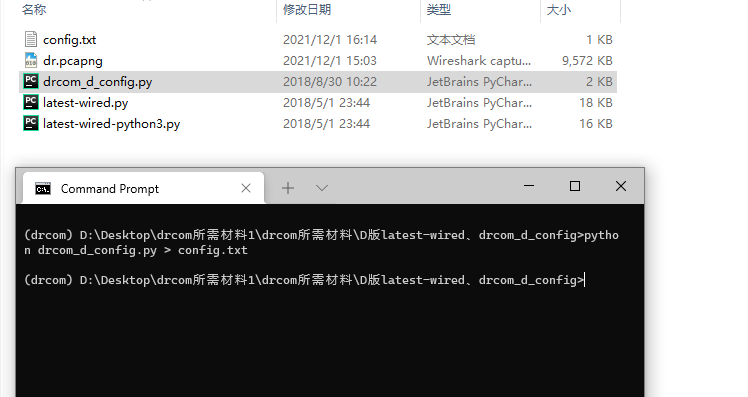 名称 修改日期 类型 大小
config.txt 2021/12/1 16:14 文本文档 1 KB
dr.pcapng 2021/12/1 15:03 Wireshark captu... 9,572 KB
drcom_d_config.py 2018/8/30 10:22 JetBrains PyChar... 2 KB
latest-wired.py 2018/5/1 23:44 JetBrains PyChar... 18 KB
latest-wired-python3.py 2018/5/1 23:44 JetBrains PyChar... 16 KB
Command Prompt
(drcom) D:\Desktop\drcom所需材料1\drcom所需材料\D版latest-wired、drcom_d_config>pytho
n drcom_d_config.py > config.txt
(drcom) D:\Desktop\drcom所需材料1\drcom所需材料\D版latest-wired、drcom_d_config>